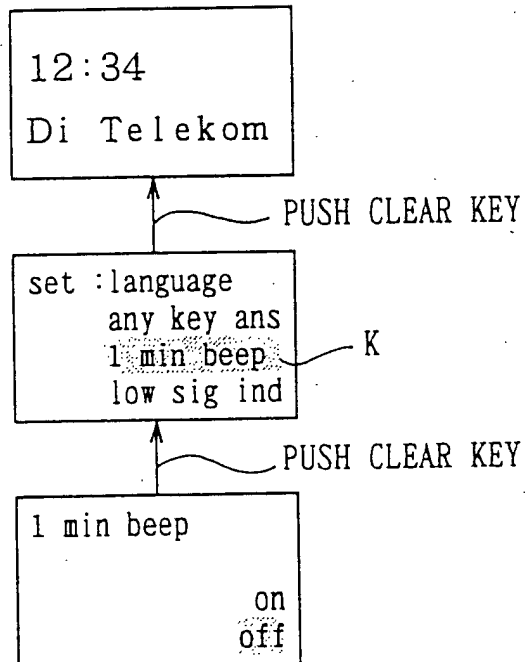 12:34
Di Telekom
PUSH CLEAR KEY
set :language
any key ans
1 min beep
K
low sig ind
PUSH CLEAR KEY
1 min beep
on
off